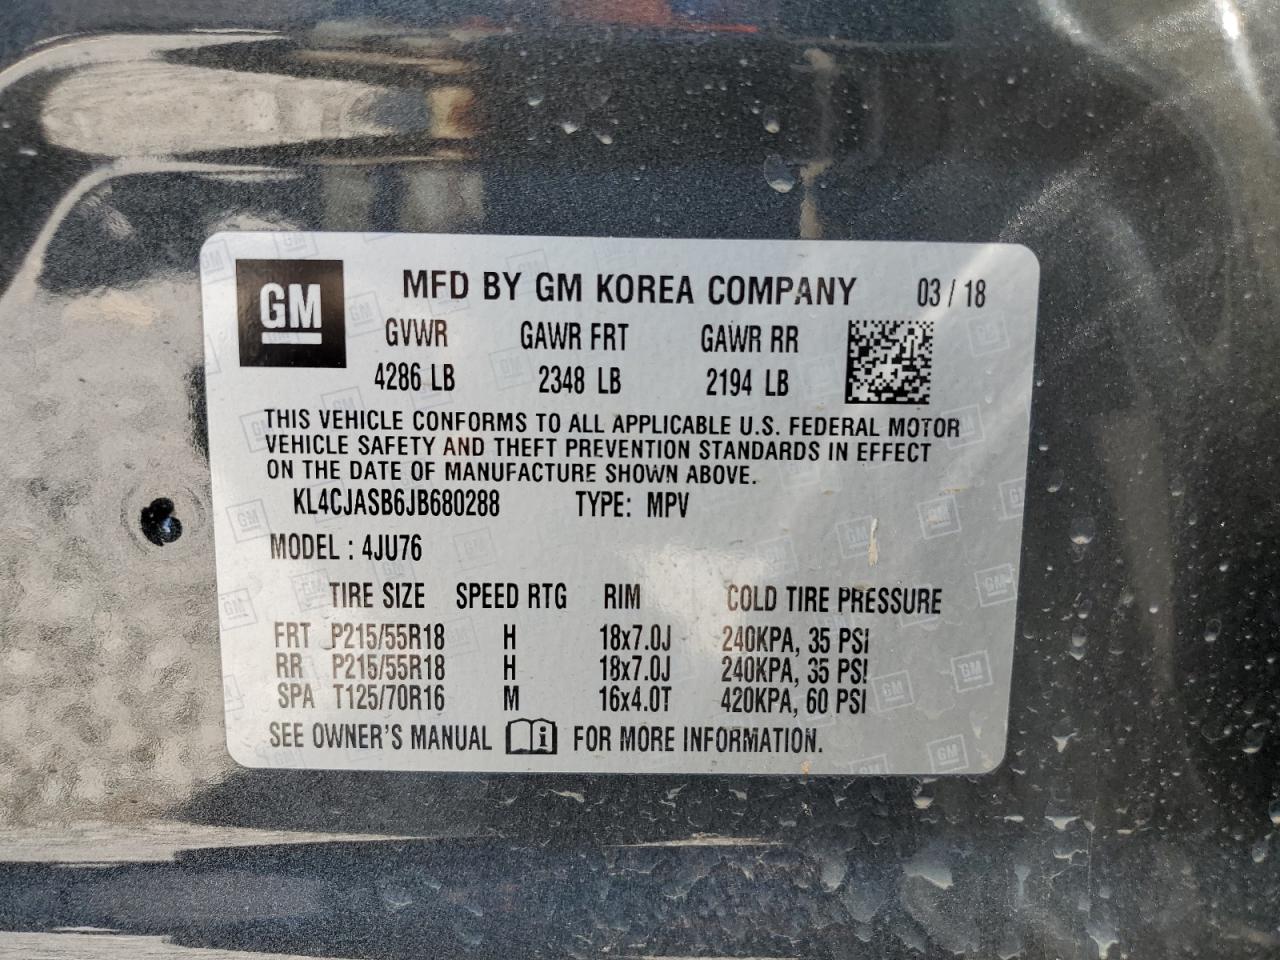 GM
MFD BY GM KOREA COMPANY 03 / 18
GVWR GAWR FRT GAWR RR
4286 LB 2348 LB 2194 LB
THIS VEHICLE CONFORMS TO ALL APPLICABLE U.S. FEDERAL MOTOR
VEHICLE SAFETY AND THEFT PREVENTION STANDARDS IN EFFECT
ON THE DATE OF MANUFACTURE SHOWN ABOVE.
KL4CJASB6JB680288 TYPE: MPV
MODEL : 4JU76
TIRE SIZE SPEED RTG RIM COLD TIRE PRESSURE
FRT P215/55R18 H 18x7.0J 240KPA, 35 PSI
RR P215/55R18 H 18x7.0J 240KPA, 35 PSI
SPA T125/70R16 M 16x4.0T 420KPA, 60 PSI
SEE OWNER'S MANUAL i FOR MORE INFORMATION.